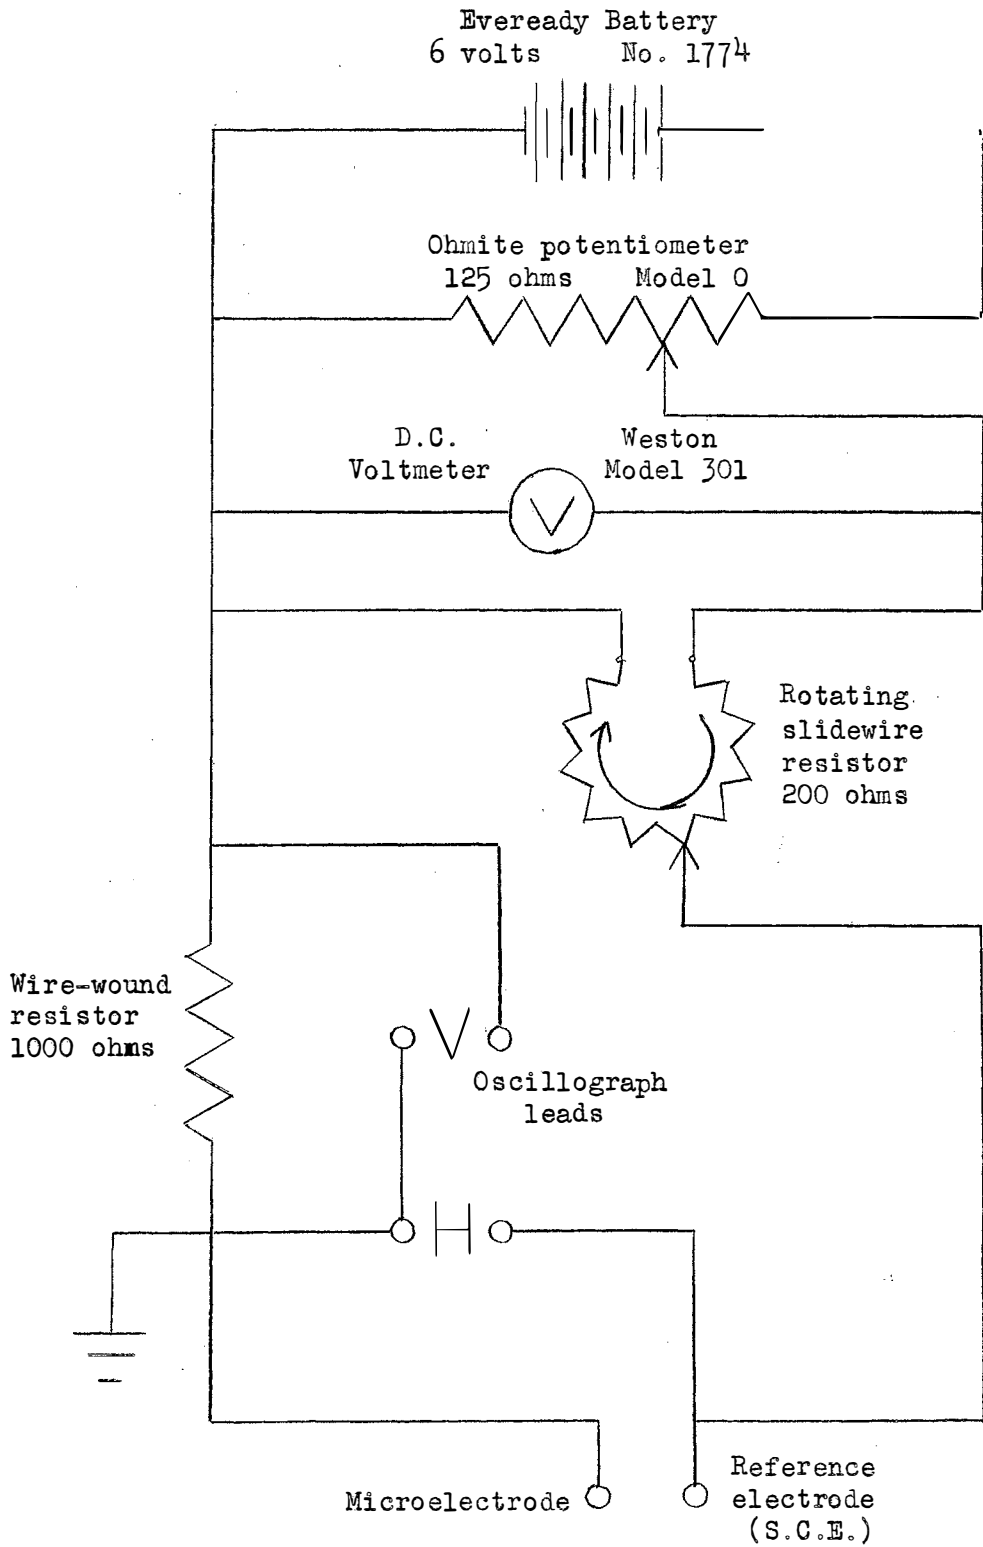 Eveready Battery
6 volts No. 1774
Ohmite potentiometer
125 ohms Model O
D.C. Weston
Voltmeter Model 301
V
Rotating
slidewire
resistor
200 ohms
Wire-wound
resistor
1000 ohms
V
Oscillograph
leads
H
Microelectrode
Reference
electrode
(S.C.E.)